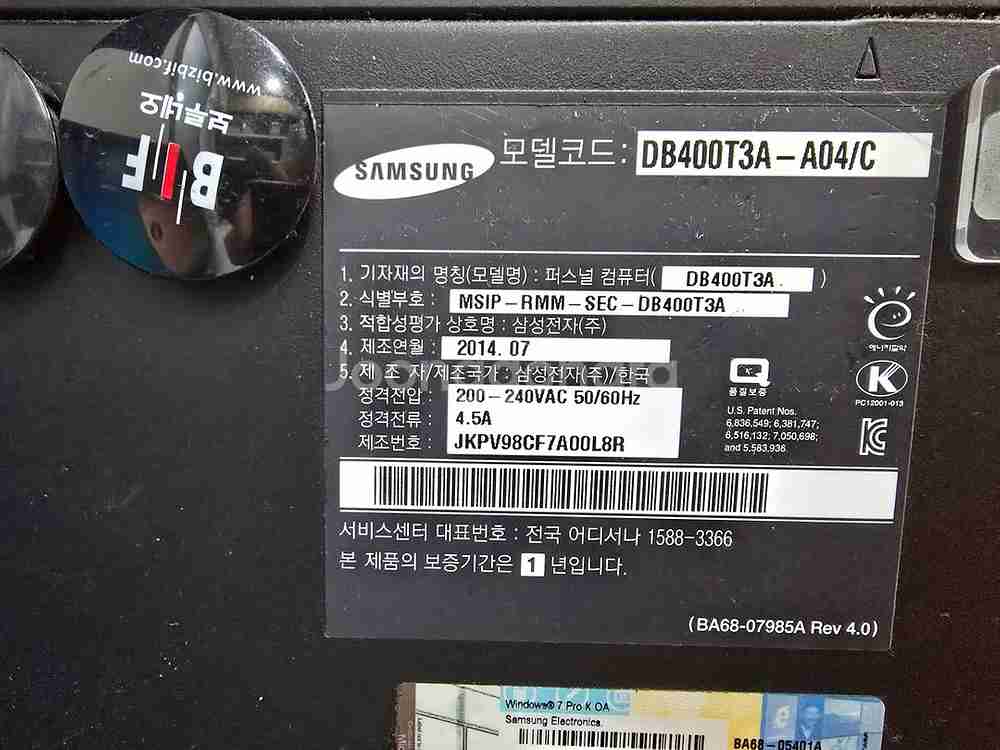 www.bizbif.com
보우네오
BIF
SAMSUNG 모델코드: DB400T3A-A04/C
1. 기자재의 명칭(모델명) : 퍼스널 컴퓨터( DB400T3A. )
2. 식별부호 : MSIP-RMM-SEC-DB400T3A
3. 적합성평가 상호명 : 삼성전자(주)
4. 제조연월 : 2014. 07
5. 제 조 자/제조국가 : 삼성전자(주)/한국
정격전압 : 200-240VAC 50/60Hz
정격전류 : 4.5A
제조번호 : JKPV98CF7A00L8R
에너지절약
품질보증
PC12001-013
U.S. Patent Nos.
6,836,549; 6,381,747;
6,516,132; 7,050,698;
and 5,583,936
서비스센터 대표번호 : 전국 어디서나 1588-3366
본 제품의 보증기간은 1 년입니다.
(BA68-07985A Rev 4.0)
Windows® 7 Pro K OA
Samsung Electronics.